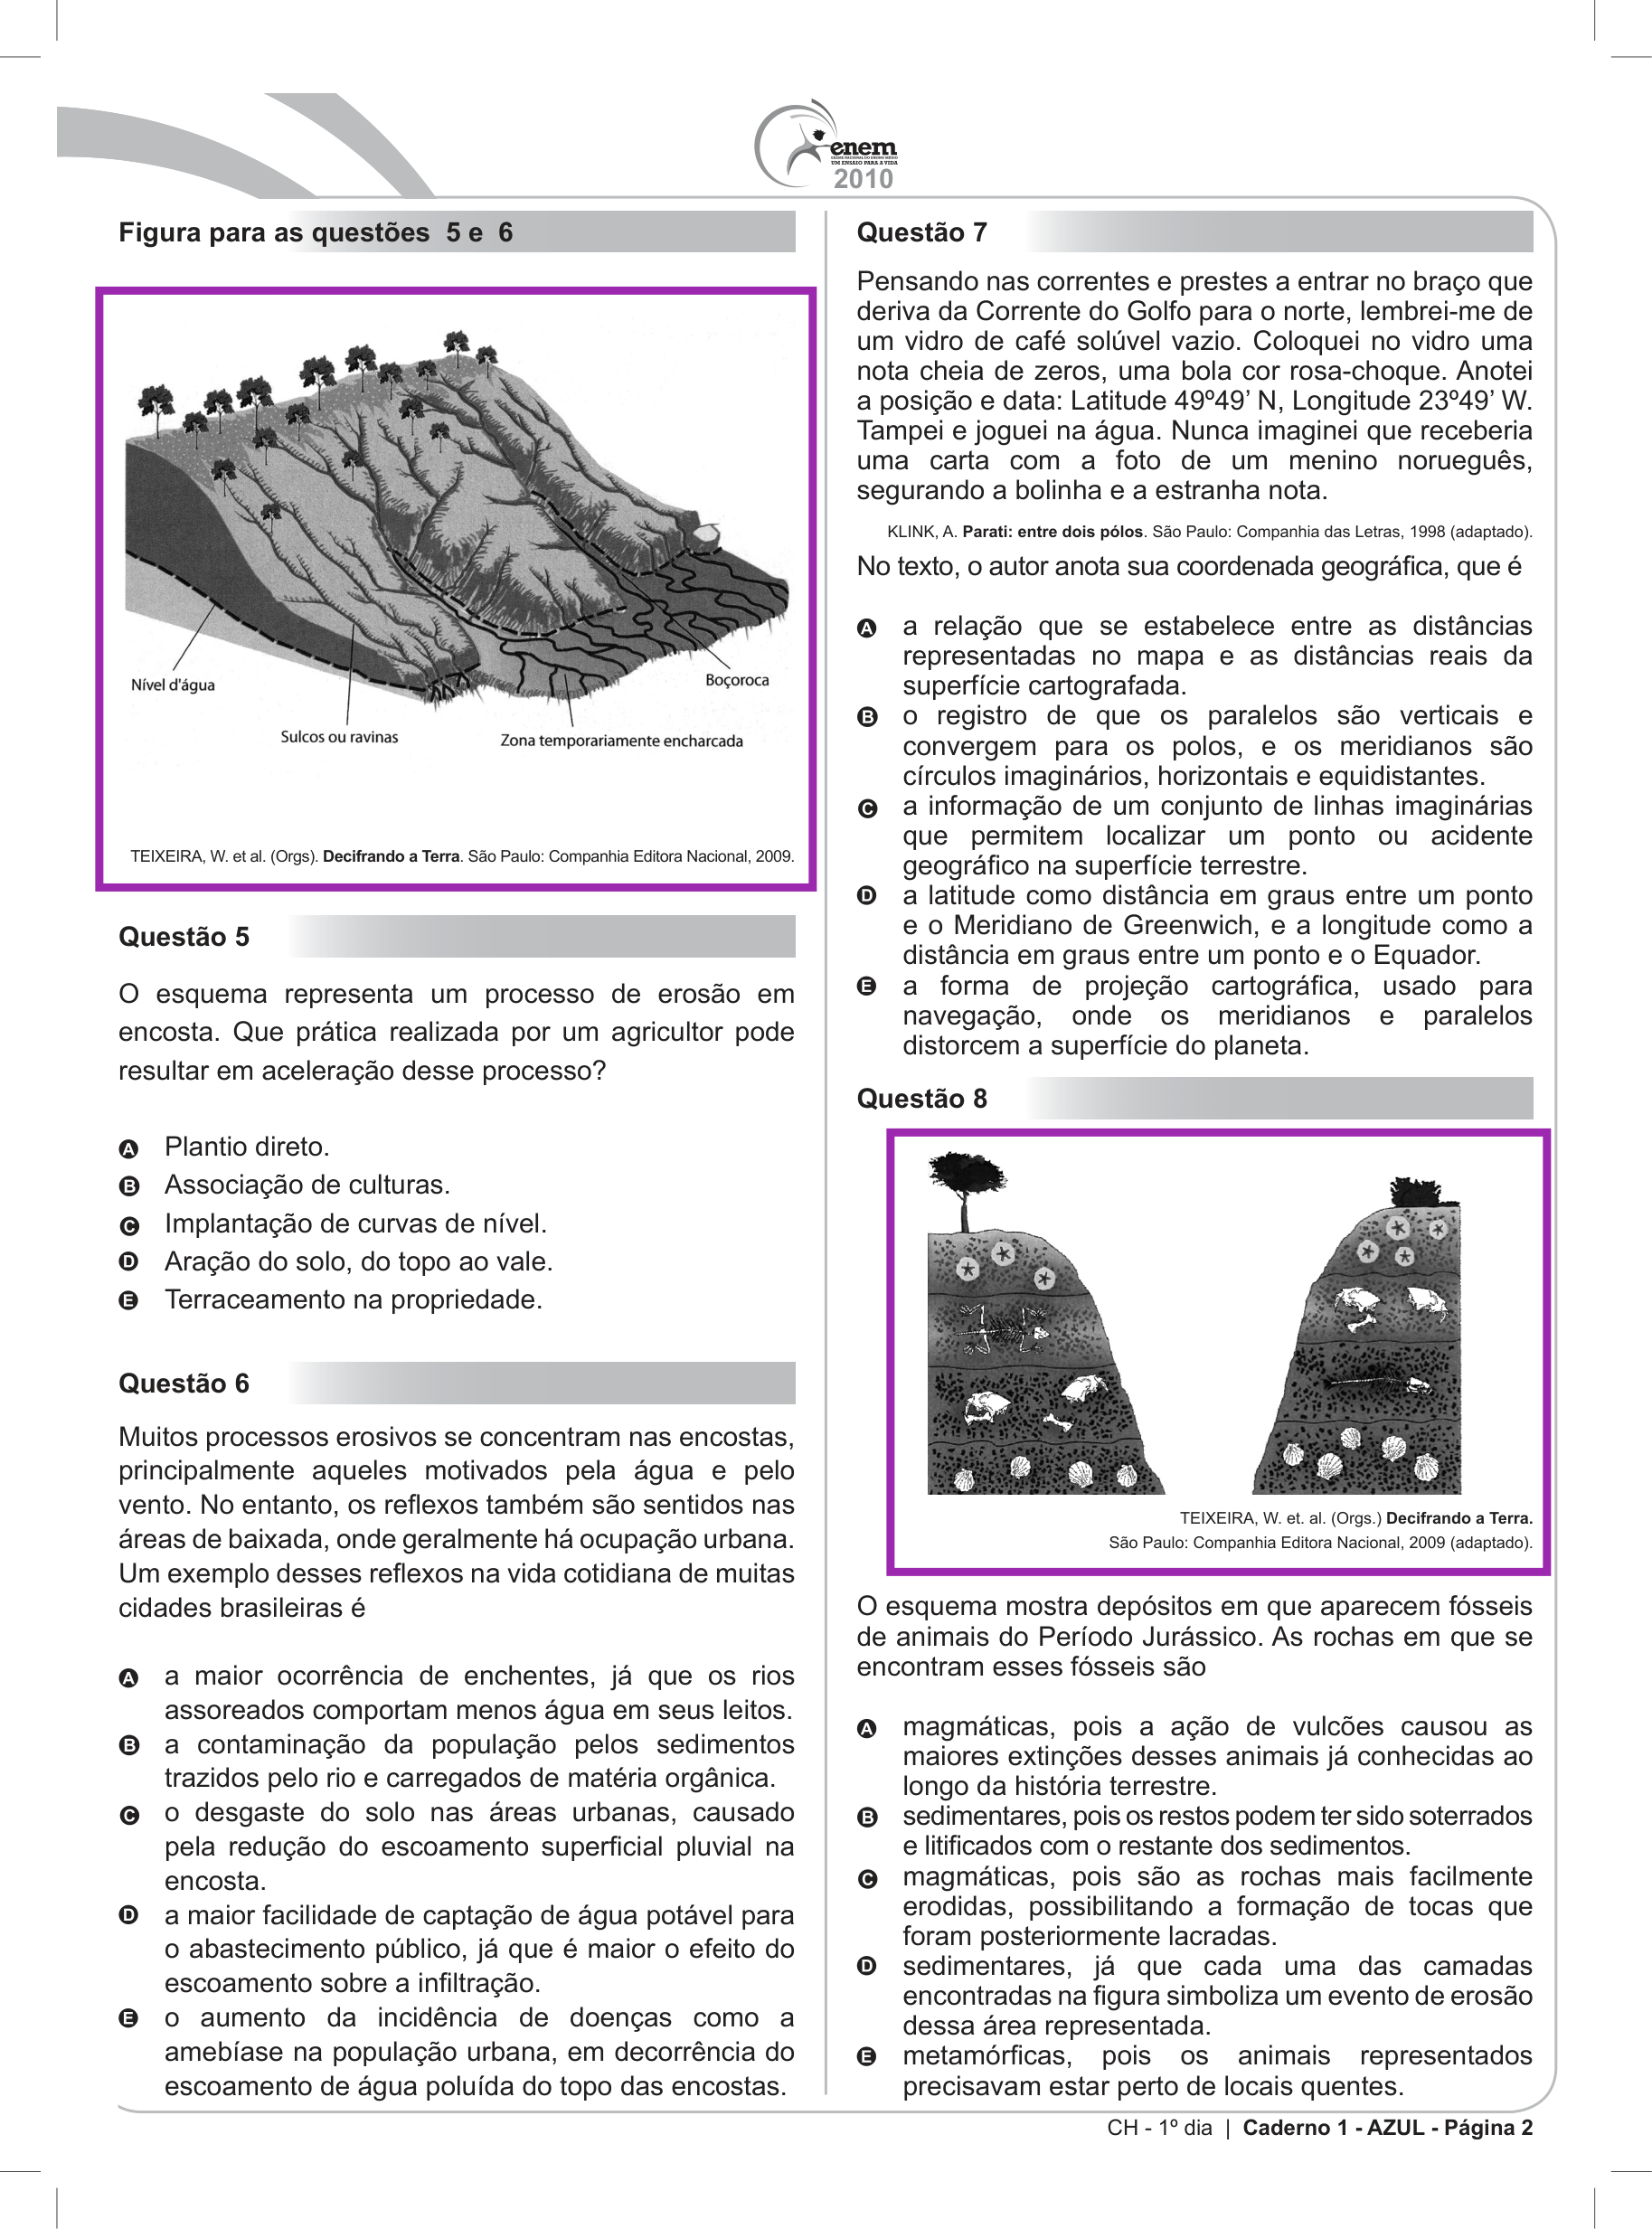 enem
EXAME NACIONAL DO ENSINO MÉDIO
UM ENSAIO PARA A VIDA
2010
Figura para as questões 5 e 6
Nível d'água
Sulcos ou ravinas
Zona temporariamente encharcada
Boçoroca
TEIXEIRA, W. et al. (Orgs). Decifrando a Terra. São Paulo: Companhia Editora Nacional, 2009.
Questão 5
O esquema representa um processo de erosão em
encosta. Que prática realizada por um agricultor pode
resultar em aceleração desse processo?
A Plantio direto.
B Associação de culturas.
C Implantação de curvas de nível.
D Aração do solo, do topo ao vale.
E Terraceamento na propriedade.
Questão 6
Muitos processos erosivos se concentram nas encostas,
principalmente aqueles motivados pela água e pelo
vento. No entanto, os reflexos também são sentidos nas
áreas de baixada, onde geralmente há ocupação urbana.
Um exemplo desses reflexos na vida cotidiana de muitas
cidades brasileiras é
A a maior ocorrência de enchentes, já que os rios
assoreados comportam menos água em seus leitos.
B a contaminação da população pelos sedimentos
trazidos pelo rio e carregados de matéria orgânica.
C o desgaste do solo nas áreas urbanas, causado
pela redução do escoamento superficial pluvial na
encosta.
D a maior facilidade de captação de água potável para
o abastecimento público, já que é maior o efeito do
escoamento sobre a infiltração.
E o aumento da incidência de doenças como a
amebíase na população urbana, em decorrência do
escoamento de água poluída do topo das encostas.
Questão 7
Pensando nas correntes e prestes a entrar no braço que
deriva da Corrente do Golfo para o norte, lembrei-me de
um vidro de café solúvel vazio. Coloquei no vidro uma
nota cheia de zeros, uma bola cor rosa-choque. Anotei
a posição e data: Latitude 49º49’ N, Longitude 23º49’ W.
Tampei e joguei na água. Nunca imaginei que receberia
uma carta com a foto de um menino norueguês,
segurando a bolinha e a estranha nota.
KLINK, A. Parati: entre dois pólos. São Paulo: Companhia das Letras, 1998 (adaptado).
No texto, o autor anota sua coordenada geográfica, que é
A a relação que se estabelece entre as distâncias
representadas no mapa e as distâncias reais da
superfície cartografada.
B o registro de que os paralelos são verticais e
convergem para os polos, e os meridianos são
círculos imaginários, horizontais e equidistantes.
C a informação de um conjunto de linhas imaginárias
que permitem localizar um ponto ou acidente
geográfico na superfície terrestre.
D a latitude como distância em graus entre um ponto
e o Meridiano de Greenwich, e a longitude como a
distância em graus entre um ponto e o Equador.
E a forma de projeção cartográfica, usado para
navegação, onde os meridianos e paralelos
distorcem a superfície do planeta.
Questão 8
TEIXEIRA, W. et. al. (Orgs.) Decifrando a Terra.
São Paulo: Companhia Editora Nacional, 2009 (adaptado).
O esquema mostra depósitos em que aparecem fósseis
de animais do Período Jurássico. As rochas em que se
encontram esses fósseis são
A magmáticas, pois a ação de vulcões causou as
maiores extinções desses animais já conhecidas ao
longo da história terrestre.
B sedimentares, pois os restos podem ter sido soterrados
e litificados com o restante dos sedimentos.
C magmáticas, pois são as rochas mais facilmente
erodidas, possibilitando a formação de tocas que
foram posteriormente lacradas.
D sedimentares, já que cada uma das camadas
encontradas na figura simboliza um evento de erosão
dessa área representada.
E metamórficas, pois os animais representados
precisavam estar perto de locais quentes.
CH - 1º dia | Caderno 1 - AZUL - Página 2